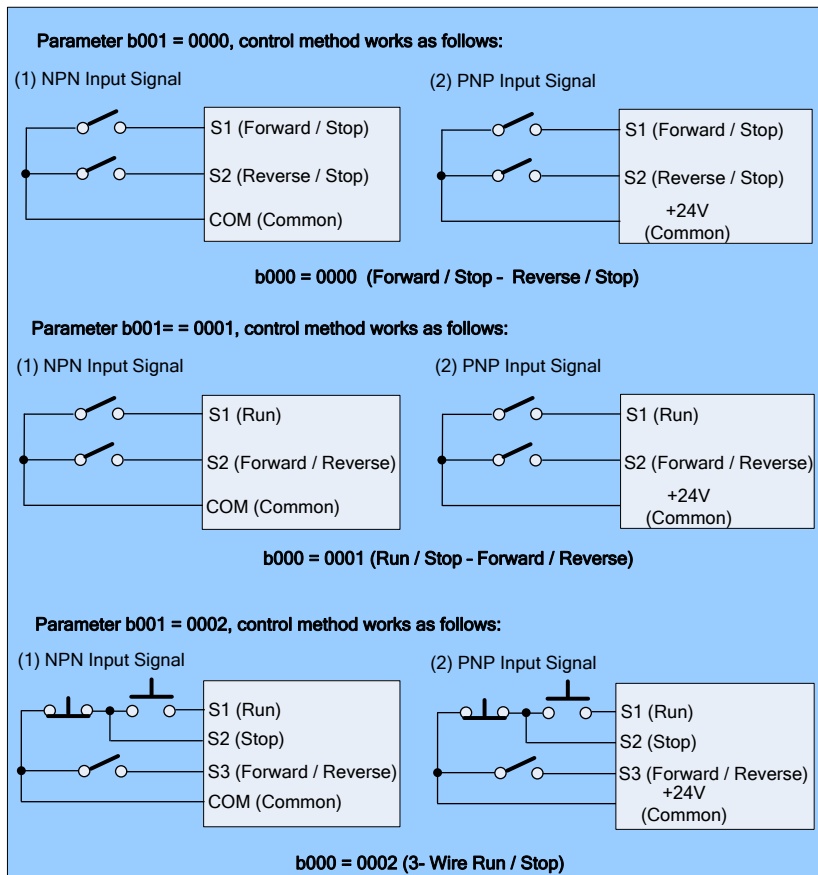 Parameter b001 = 0000, control method works as follows:
(1) NPN Input Signal
S1 (Forward / Stop)
S2 (Reverse / Stop)
COM (Common)
(2) PNP Input Signal
S1 (Forward / Stop)
S2 (Reverse / Stop)
+24V
(Common)
b000 = 0000 (Forward / Stop - Reverse / Stop)
Parameter b001= = 0001, control method works as follows:
(1) NPN Input Signal
S1 (Run)
S2 (Forward / Reverse)
COM (Common)
(2) PNP Input Signal
S1 (Run)
S2 (Forward / Reverse)
+24V
(Common)
b000 = 0001 (Run / Stop - Forward / Reverse)
Parameter b001 = 0002, control method works as follows:
(1) NPN Input Signal
S1 (Run)
S2 (Stop)
S3 (Forward / Reverse)
COM (Common)
(2) PNP Input Signal
S1 (Run)
S2 (Stop)
S3 (Forward / Reverse)
+24V
(Common)
b000 = 0002 (3- Wire Run / Stop)